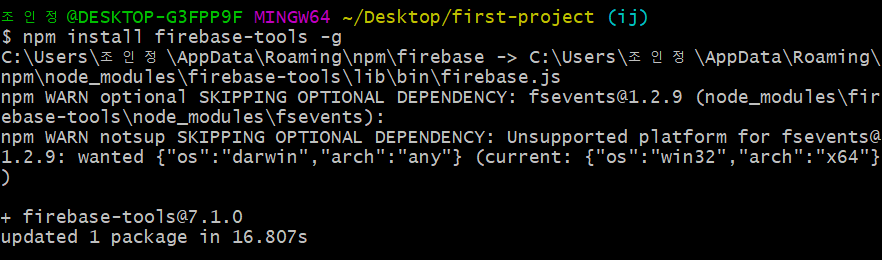 조인정@DESKTOP-G3FPP9F MINGW64 ~/Desktop/first-project (ij)
$ npm install firebase-tools -g
C:\Users\조인정\AppData\Roaming\npm\firebase -> C:\Users\조인정\AppData\Roaming\
npm\node_modules\firebase-tools\lib\bin\firebase.js
npm WARN optional SKIPPING OPTIONAL DEPENDENCY: fsevents@1.2.9 (node_modules\fir
ebase-tools\node_modules\fsevents):
npm WARN notsup SKIPPING OPTIONAL DEPENDENCY: Unsupported platform for fsevents@
1.2.9: wanted {"os":"darwin","arch":"any"} (current: {"os":"win32","arch":"x64"}
)
+ firebase-tools@7.1.0
updated 1 package in 16.807s